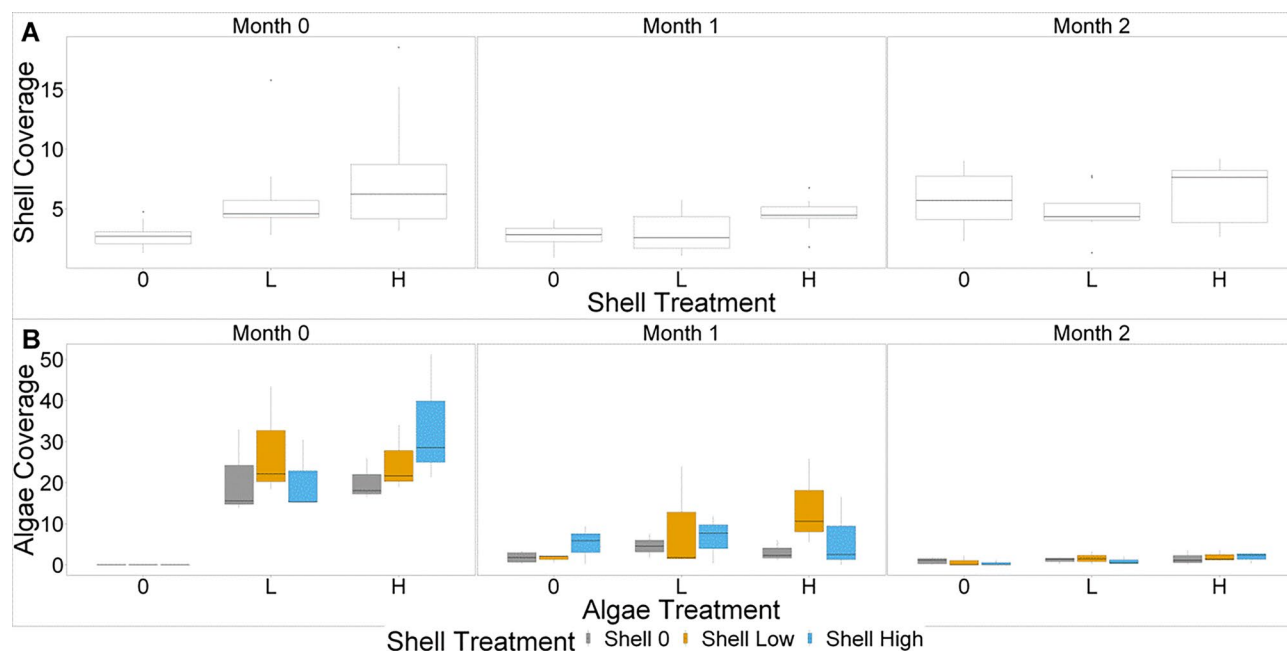 A
Month 0 Month 1 Month 2
Shell Coverage
15
10
5
0 L H 0 L H 0 L H
Shell Treatment
B
Month 0 Month 1 Month 2
Algae Coverage
50
40
30
20
10
0
0 L H 0 L H 0 L H
Algae Treatment
Shell Treatment Shell 0 Shell Low Shell High